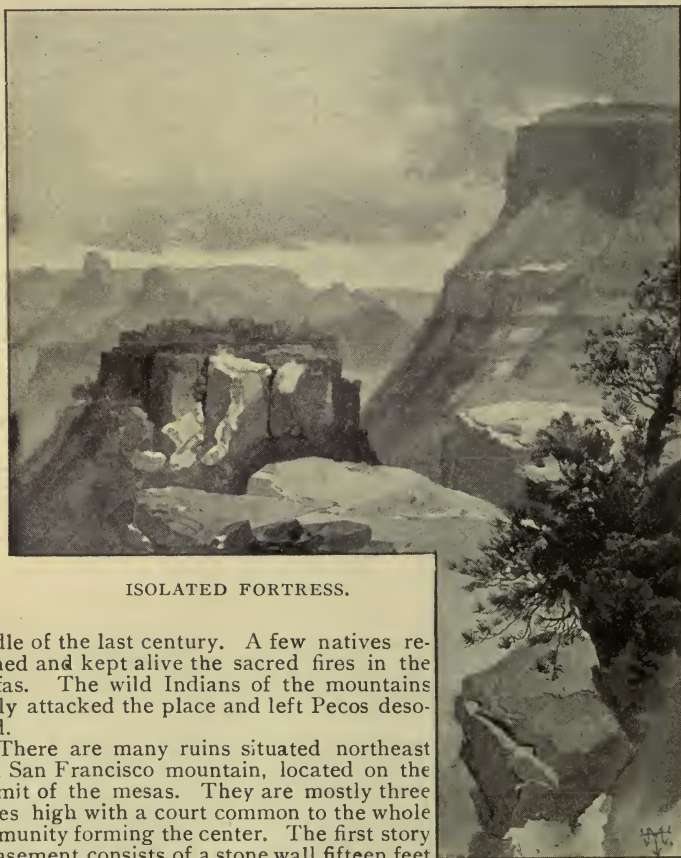 ISOLATED FORTRESS.
dle of the last century. A few natives re-
ned and kept alive the sacred fires in the
fas. The wild Indians of the mountains
ly attacked the place and left Pecos deso-
d.
There are many ruins situated northeast
San Francisco mountain, located on the
mit of the mesas. They are mostly three
es high with a court common to the whole
munity forming the center. The first story
asement consists of a stone wall fifteen feet